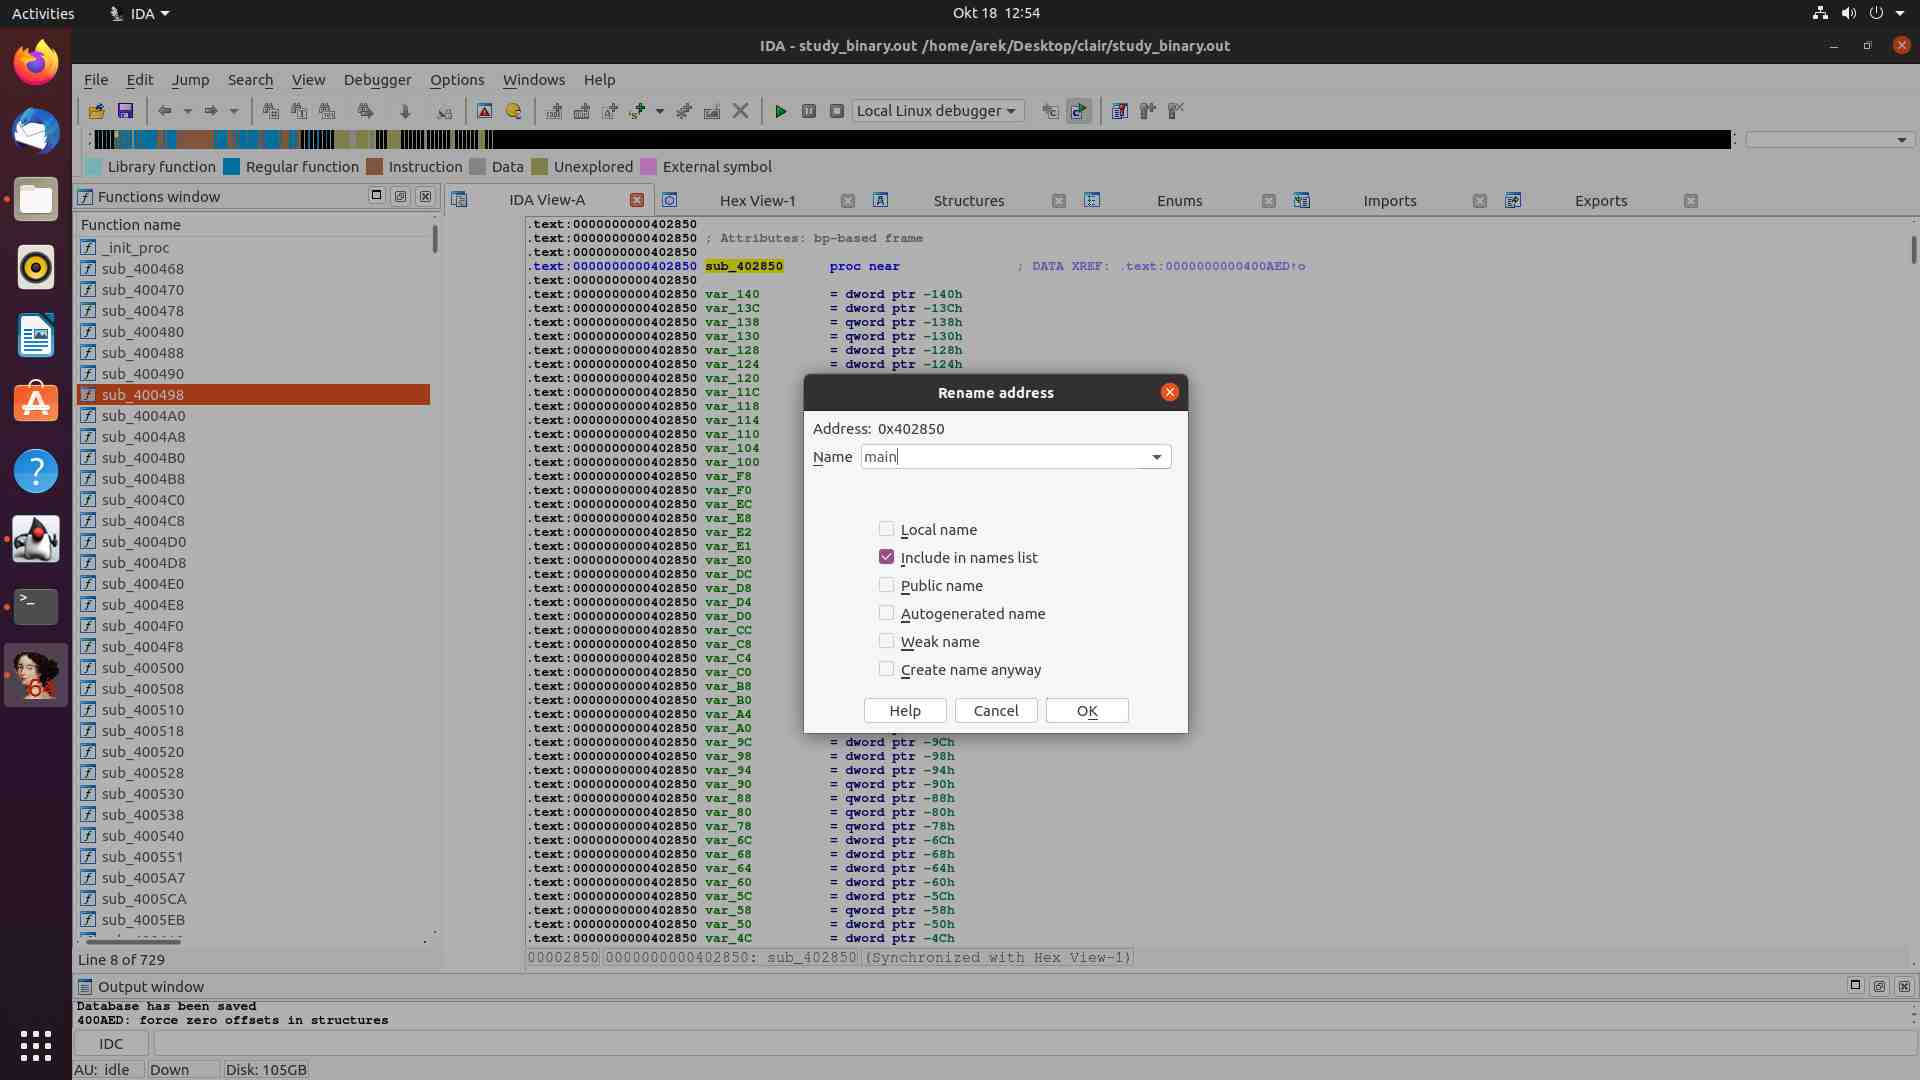 Activities IDA Okt 18 12:54
IDA - study_binary.out /home/arek/Desktop/clair/study_binary.out
File Edit Jump Search View Debugger Options Windows Help
Local Linux debugger
Library function Regular function Instruction Data Unexplored External symbol
Functions window
Function name
_init_proc
sub_400468
sub_400470
sub_400478
sub_400480
sub_400488
sub_400490
sub_400498
sub_4004A0
sub_4004A8
sub_4004B0
sub_4004B8
sub_4004C0
sub_4004C8
sub_4004D0
sub_4004D8
sub_4004E0
sub_4004E8
sub_4004F0
sub_4004F8
sub_400500
sub_400508
sub_400510
sub_400518
sub_400520
sub_400528
sub_400530
sub_400538
sub_400540
sub_400551
sub_4005A7
sub_4005CA
sub_4005EB
Line 8 of 729
IDA View-A Hex View-1 Structures Enums Imports Exports
.text:0000000000402850
.text:0000000000402850 ; Attributes: bp-based frame
.text:0000000000402850
.text:0000000000402850 sub_402850 proc near ; DATA XREF: .text:0000000000400AED↑o
.text:0000000000402850
.text:0000000000402850 var_140 = dword ptr -140h
.text:0000000000402850 var_13C = dword ptr -13Ch
.text:0000000000402850 var_138 = qword ptr -138h
.text:0000000000402850 var_130 = qword ptr -130h
.text:0000000000402850 var_128 = dword ptr -128h
.text:0000000000402850 var_124 = dword ptr -124h
.text:0000000000402850 var_120
.text:0000000000402850 var_11C
.text:0000000000402850 var_118
.text:0000000000402850 var_114
.text:0000000000402850 var_110
.text:0000000000402850 var_104
.text:0000000000402850 var_100
.text:0000000000402850 var_F8
.text:0000000000402850 var_F0
.text:0000000000402850 var_EC
.text:0000000000402850 var_E8
.text:0000000000402850 var_E2
.text:0000000000402850 var_E1
.text:0000000000402850 var_E0
.text:0000000000402850 var_DC
.text:0000000000402850 var_D8
.text:0000000000402850 var_D4
.text:0000000000402850 var_D0
.text:0000000000402850 var_CC
.text:0000000000402850 var_C8
.text:0000000000402850 var_C4
.text:0000000000402850 var_C0
.text:0000000000402850 var_B8
.text:0000000000402850 var_B0
.text:0000000000402850 var_A4
.text:0000000000402850 var_A0
.text:0000000000402850 var_9C = dword ptr -9Ch
.text:0000000000402850 var_98 = dword ptr -98h
.text:0000000000402850 var_94 = dword ptr -94h
.text:0000000000402850 var_90 = qword ptr -90h
.text:0000000000402850 var_88 = qword ptr -88h
.text:0000000000402850 var_80 = qword ptr -80h
.text:0000000000402850 var_78 = qword ptr -78h
.text:0000000000402850 var_6C = dword ptr -6Ch
.text:0000000000402850 var_68 = dword ptr -68h
.text:0000000000402850 var_64 = dword ptr -64h
.text:0000000000402850 var_60 = qword ptr -60h
.text:0000000000402850 var_5C = dword ptr -5Ch
.text:0000000000402850 var_58 = qword ptr -58h
.text:0000000000402850 var_50 = dword ptr -50h
.text:0000000000402850 var_4C = dword ptr -4Ch
00002850 0000000000402850: sub_402850 (Synchronized with Hex View-1)
Rename address
Address: 0x402850
Name main
Local name
Include in names list
Public name
Autogenerated name
Weak name
Create name anyway
Help Cancel OK
Output window
Database has been saved
400AED: force zero offsets in structures
IDC
AU: idle Down Disk: 105GB
64